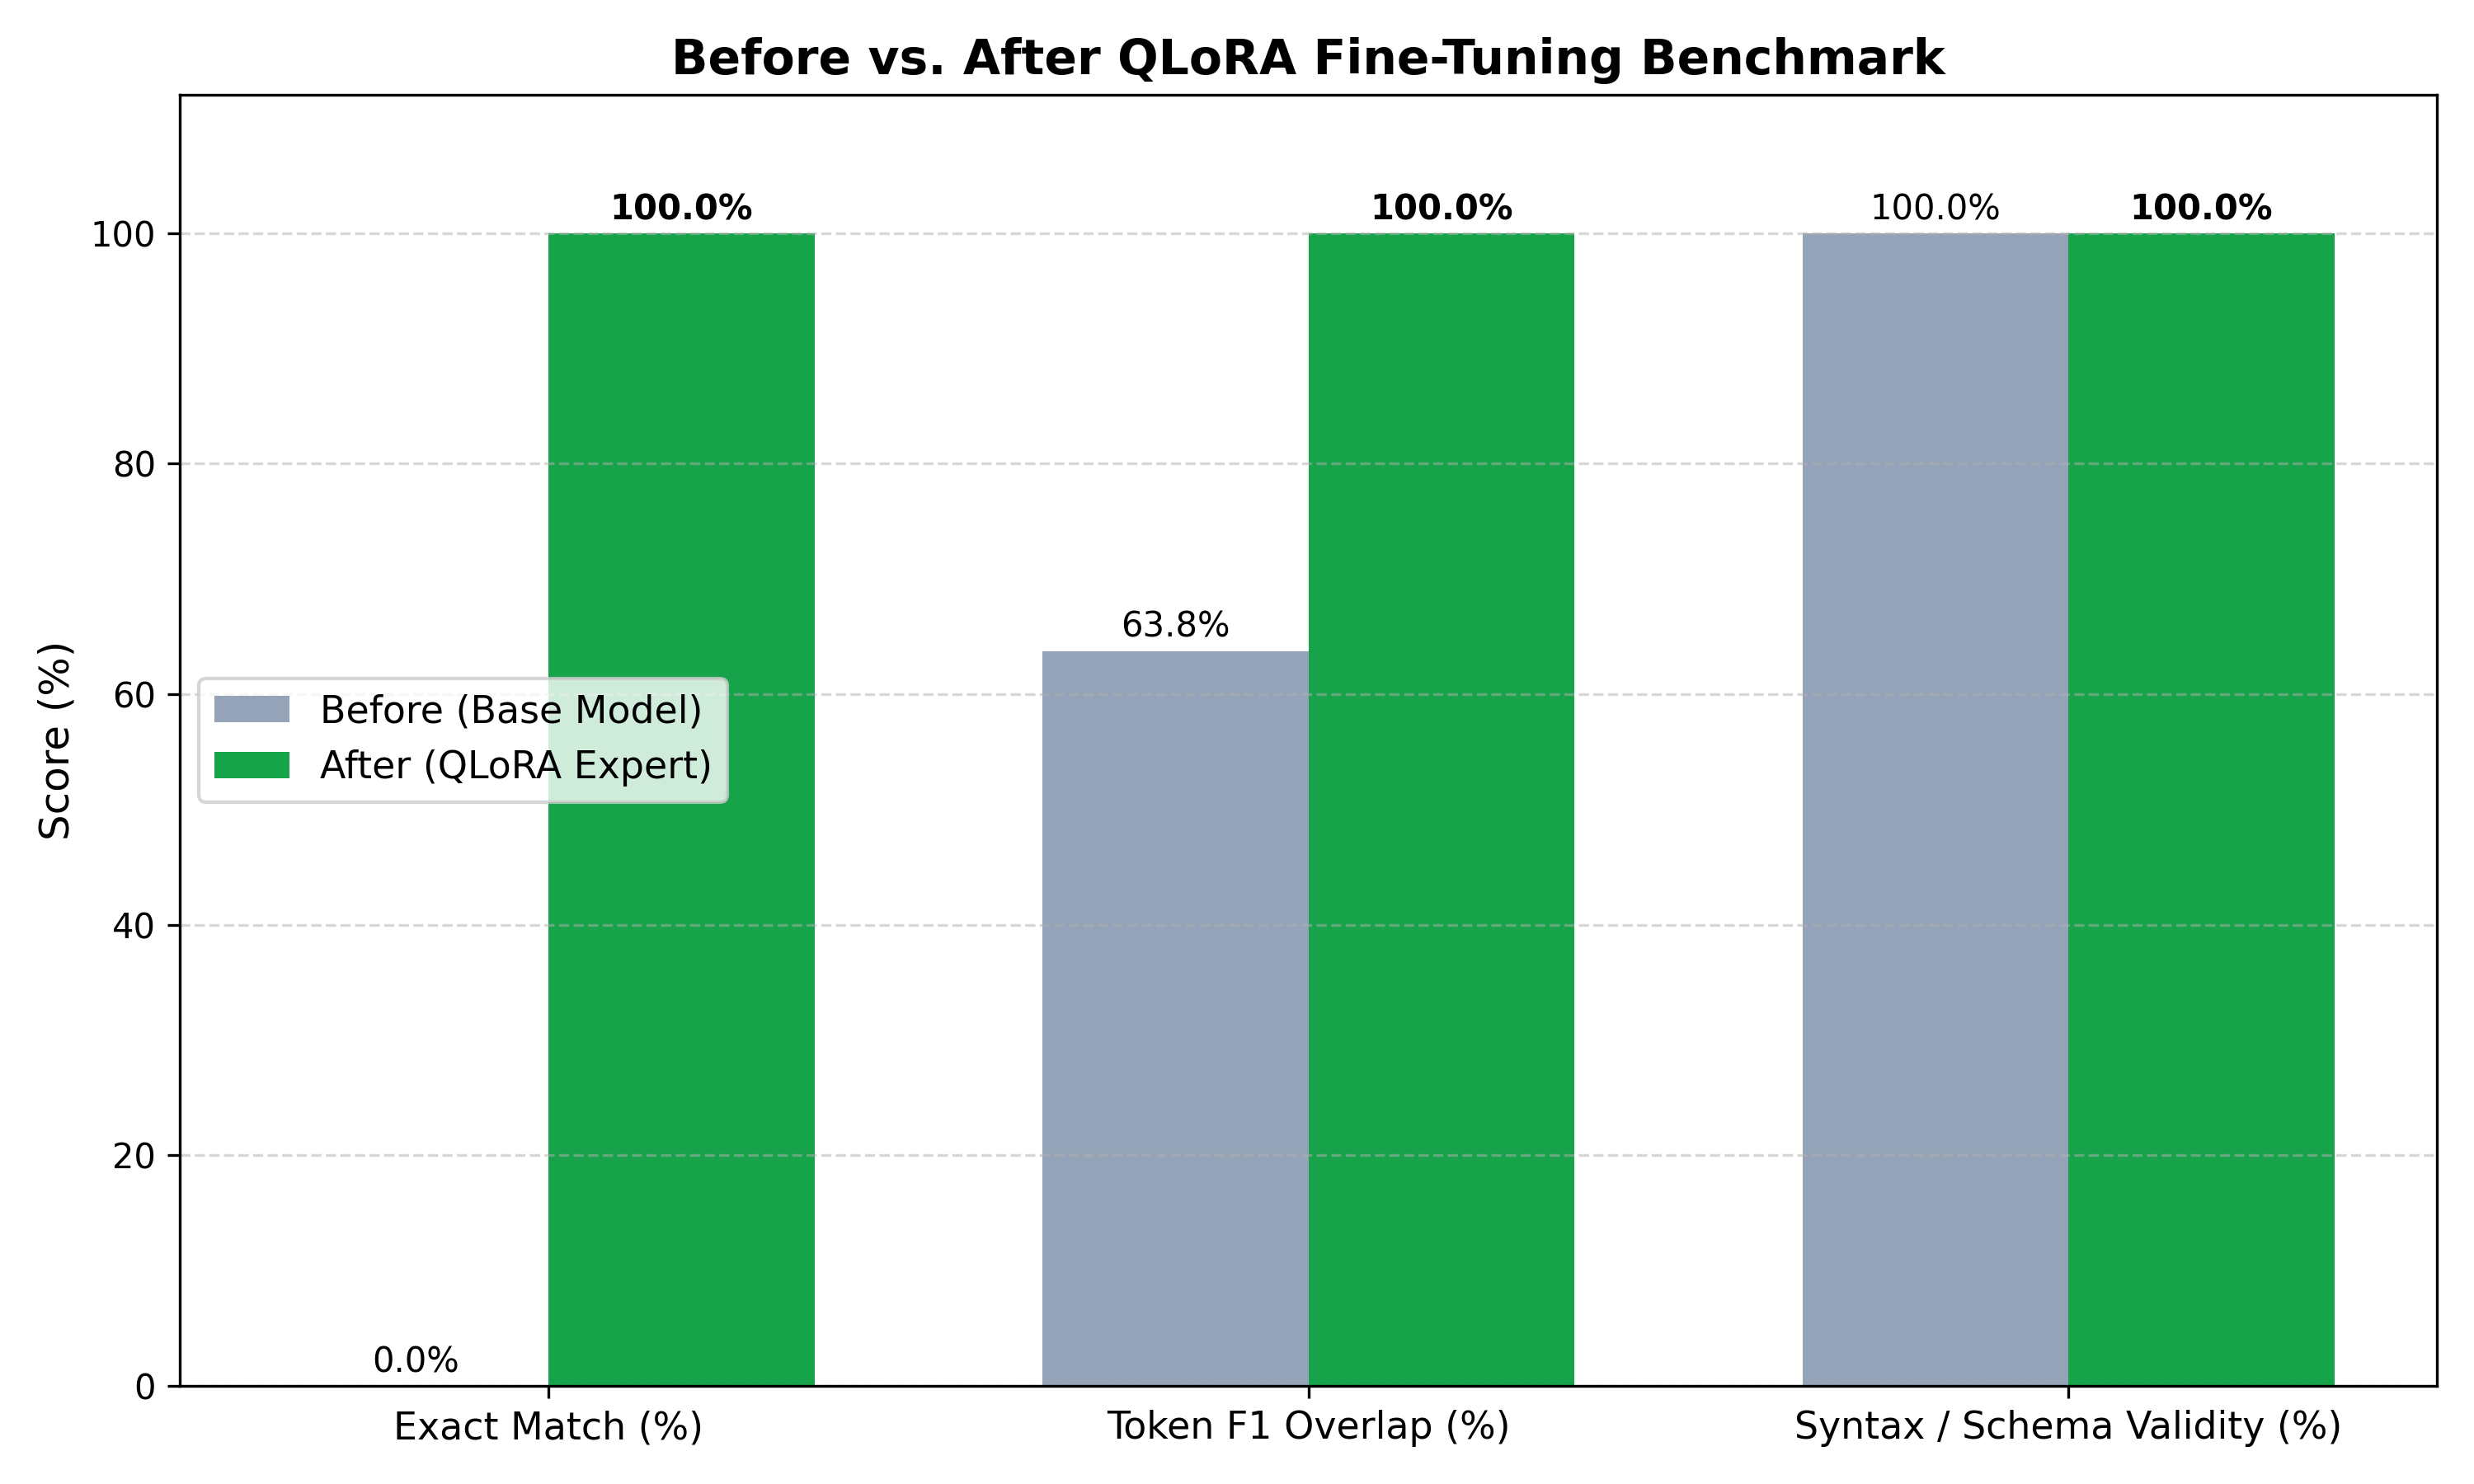 Before vs. After QLoRA Fine-Tuning Benchmark
100.0%
100.0%
100.0%
100.0%
63.8%
0.0%
Score (%)
100
80
60
40
20
0
Before (Base Model)
After (QLoRA Expert)
Exact Match (%)
Token F1 Overlap (%)
Syntax / Schema Validity (%)